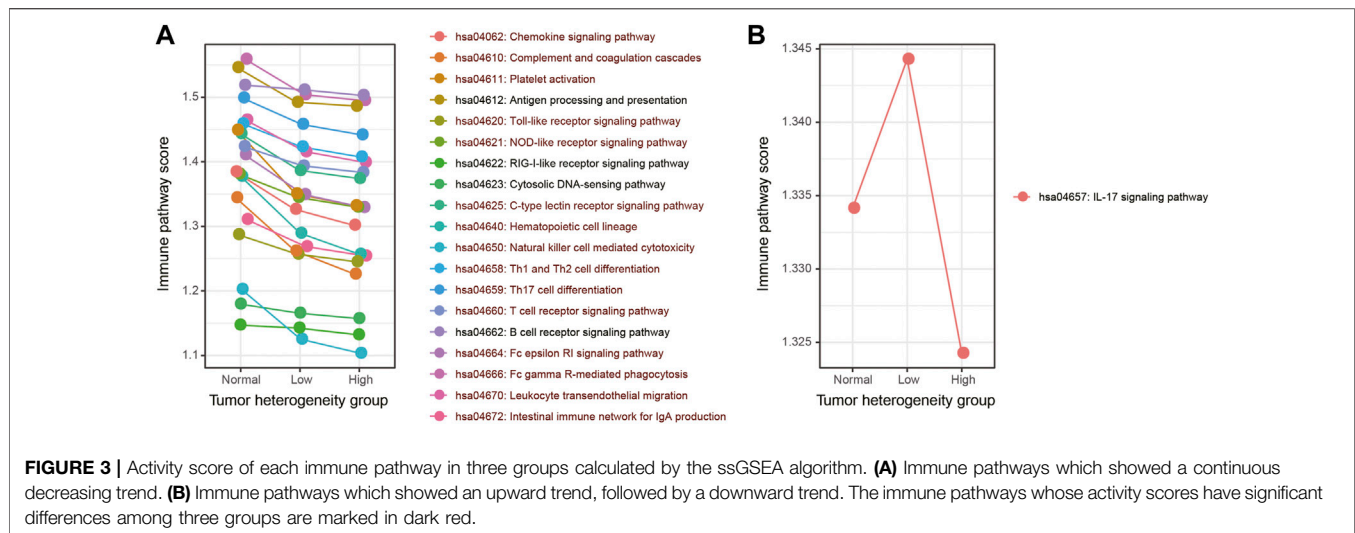 A
Immune pathway score
1.5
1.4
1.3
1.2
1.1
Normal Low High
Tumor heterogeneity group
hsa04062: Chemokine signaling pathway
hsa04610: Complement and coagulation cascades
hsa04611: Platelet activation
hsa04612: Antigen processing and presentation
hsa04620: Toll-like receptor signaling pathway
hsa04621: NOD-like receptor signaling pathway
hsa04622: RIG-I-like receptor signaling pathway
hsa04623: Cytosolic DNA-sensing pathway
hsa04625: C-type lectin receptor signaling pathway
hsa04640: Hematopoietic cell lineage
hsa04650: Natural killer cell mediated cytotoxicity
hsa04658: Th1 and Th2 cell differentiation
hsa04659: Th17 cell differentiation
hsa04660: T cell receptor signaling pathway
hsa04662: B cell receptor signaling pathway
hsa04664: Fc epsilon RI signaling pathway
hsa04666: Fc gamma R-mediated phagocytosis
hsa04670: Leukocyte transendothelial migration
hsa04672: Intestinal immune network for IgA production
B
Immune pathway score
1.345
1.340
1.335
1.330
1.325
Normal Low High
Tumor heterogeneity group
hsa04657: IL-17 signaling pathway
FIGURE 3 | Activity score of each immune pathway in three groups calculated by the ssGSEA algorithm. (A) Immune pathways which showed a continuous
decreasing trend. (B) Immune pathways which showed an upward trend, followed by a downward trend. The immune pathways whose activity scores have significant
differences among three groups are marked in dark red.